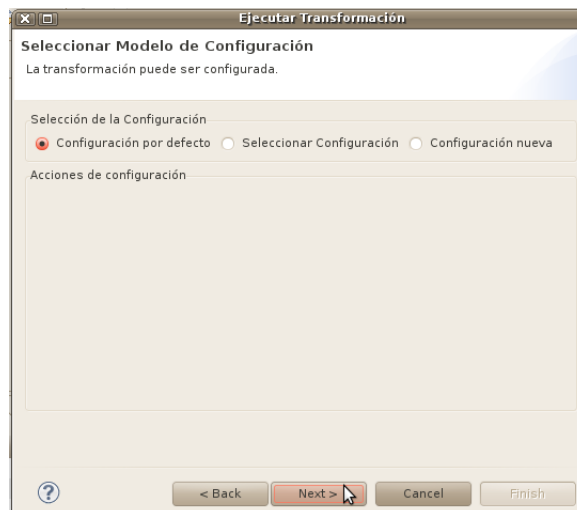 Ejecutar Transformación
Seleccionar Modelo de Configuración
La transformación puede ser configurada.
Selección de la Configuración
Configuración por defecto Seleccionar Configuración Configuración nueva
Acciones de configuración
? < Back Next > Cancel Finish